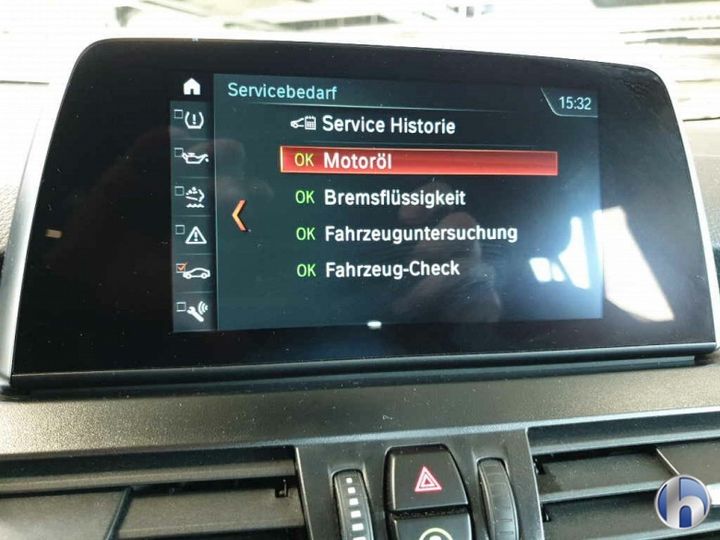 Servicebedarf
15:32
Service Historie
OK Motoröl
OK Bremsflüssigkeit
OK Fahrzeuguntersuchung
OK Fahrzeug-Check
h